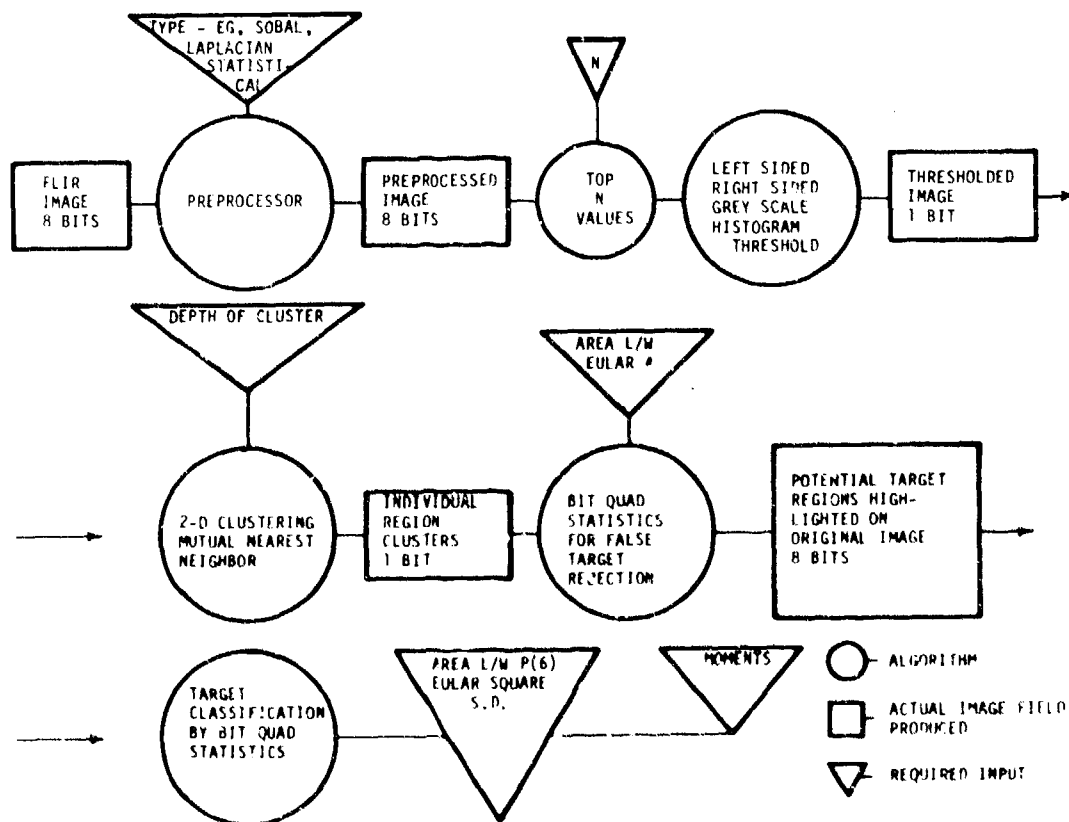 TYPE - EG, SOBAL,
LAPLACIAN
STATISTI-
CAL
N
FLIR
IMAGE
8 BITS
PREPROCESSOR
PREPROCESSED
IMAGE
8 BITS
TOP
N
VALUES
LEFT SIDED
RIGHT SIDED
GREY SCALE
HISTOGRAM
THRESHOLD
THRESHOLDED
IMAGE
1 BIT
DEPTH OF CLUSTER
AREA L/W
EULAR #
2-D CLUSTERING
MUTUAL NEAREST
NEIGHBOR
INDIVIDUAL
REGION
CLUSTERS
1 BIT
BIT QUAD
STATISTICS
FOR FALSE
TARGET
REJECTION
POTENTIAL TARGET
REGIONS HIGH-
LIGHTED ON
ORIGINAL IMAGE
8 BITS
TARGET
CLASSIFICATION
BY BIT QUAD
STATISTICS
AREA L/W P(6)
EULAR SQUARE
S.D.
MOMENTS
ALGORITHM
ACTUAL IMAGE FIELD
PRODUCED
REQUIRED INPUT